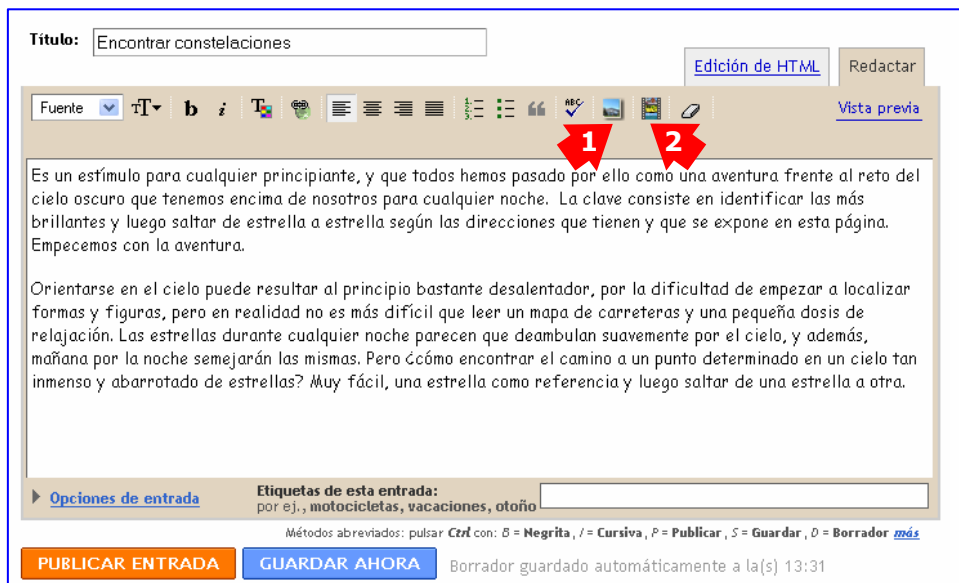 Título: Encontrar constelaciones
Edición de HTML Redactar
Fuente T b i T ABC Vista previa
1 2
Es un estímulo para cualquier principiante, y que todos hemos pasado por ello como una aventura frente al reto del
cielo oscuro que tenemos encima de nosotros para cualquier noche. La clave consiste en identificar las más
brillantes y luego saltar de estrella a estrella según las direcciones que tienen y que se expone en esta página.
Empecemos con la aventura.
Orientarse en el cielo puede resultar al principio bastante desalentador, por la dificultad de empezar a localizar
formas y figuras, pero en realidad no es más difícil que leer un mapa de carreteras y una pequeña dosis de
relajación. Las estrellas durante cualquier noche parecen que deambulan suavemente por el cielo, y además,
mañana por la noche semejarán las mismas. Pero ¿cómo encontrar el camino a un punto determinado en un cielo tan
inmenso y abarrotado de estrellas? Muy fácil, una estrella como referencia y luego saltar de una estrella a otra.
Opciones de entrada Etiquetas de esta entrada:
por ej., motocicletas, vacaciones, otoño
Métodos abreviados: pulsar Ctrl con: B = Negrita, I = Cursiva, P = Publicar, S = Guardar, D = Borrador más
PUBLICAR ENTRADA GUARDAR AHORA Borrador guardado automáticamente a la(s) 13:31